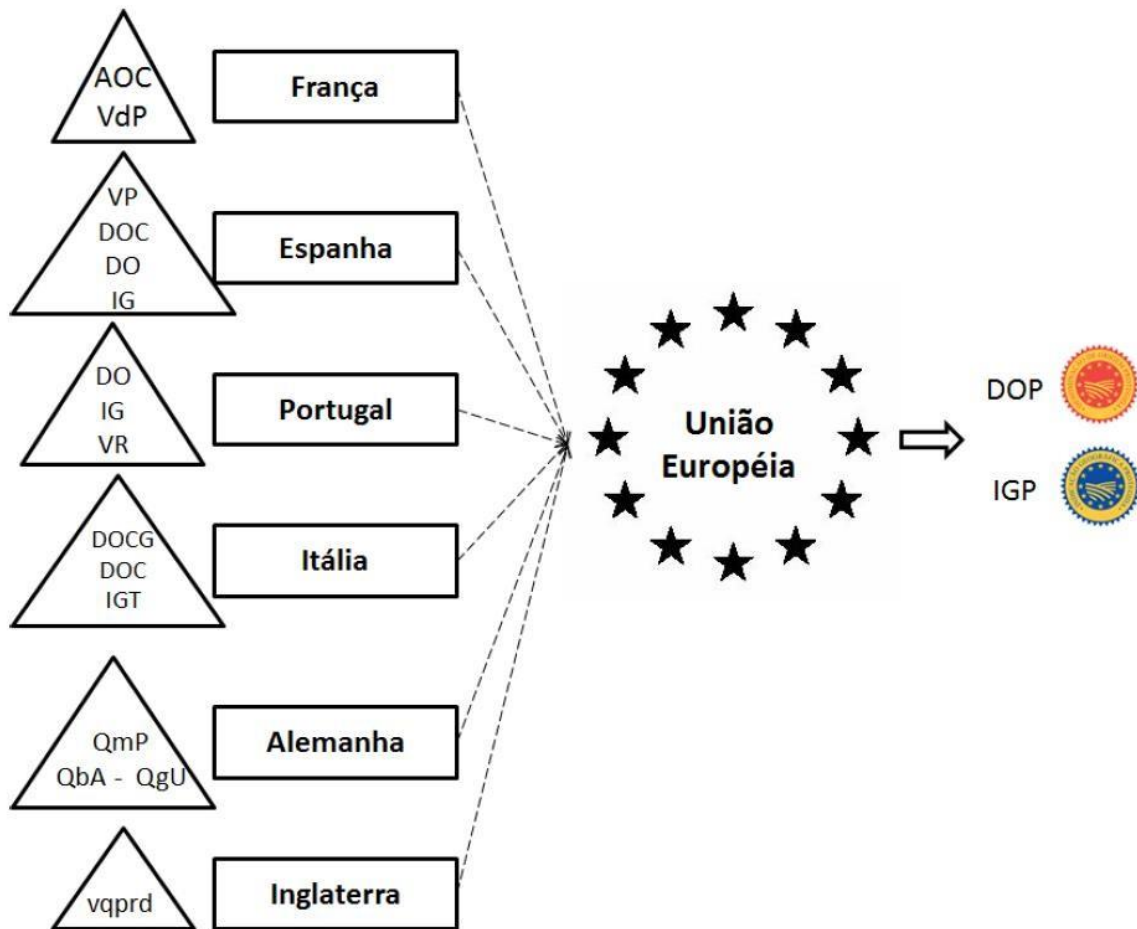 AOC
VdP
França
VP
DOC
DO
IG
Espanha
DO
IG
VR
Portugal
DOCG
DOC
IGT
Itália
QmP
QbA - QgU
Alemanha
vqprd
Inglaterra
União
Européia
DOP
IGP